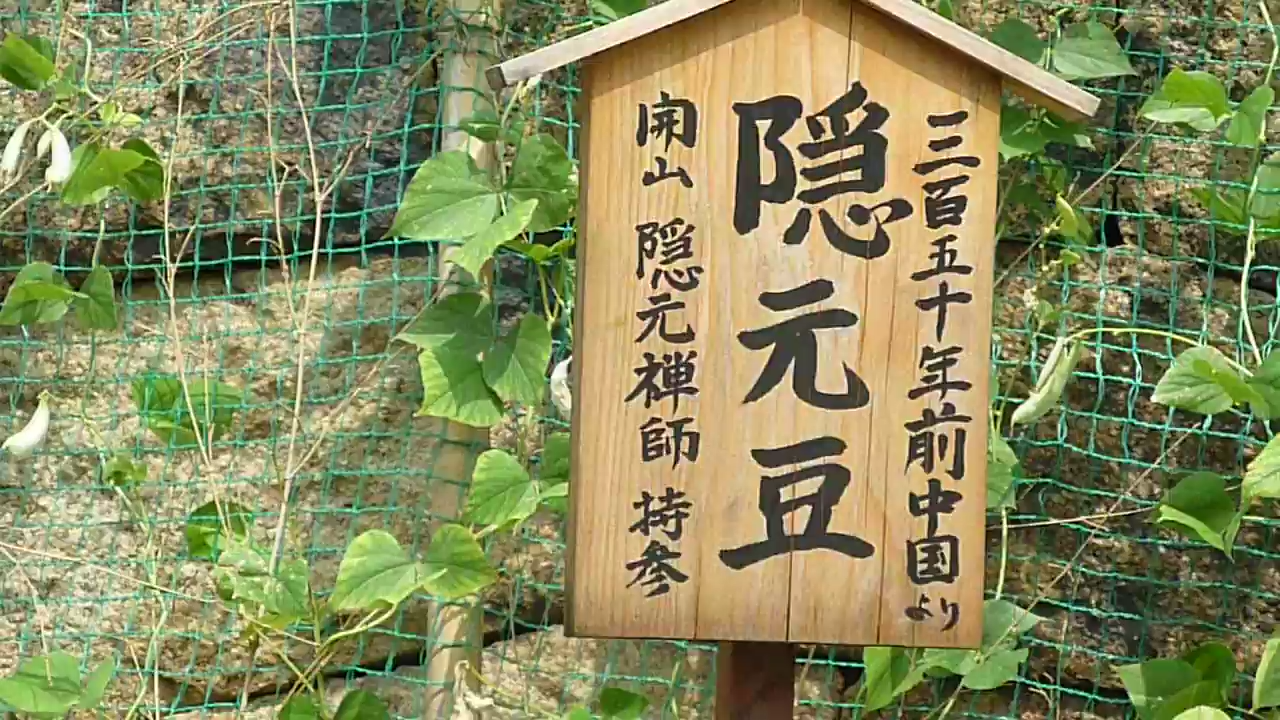 三百五十年前中国より
隠元豆
開山 隠元禅師 持参